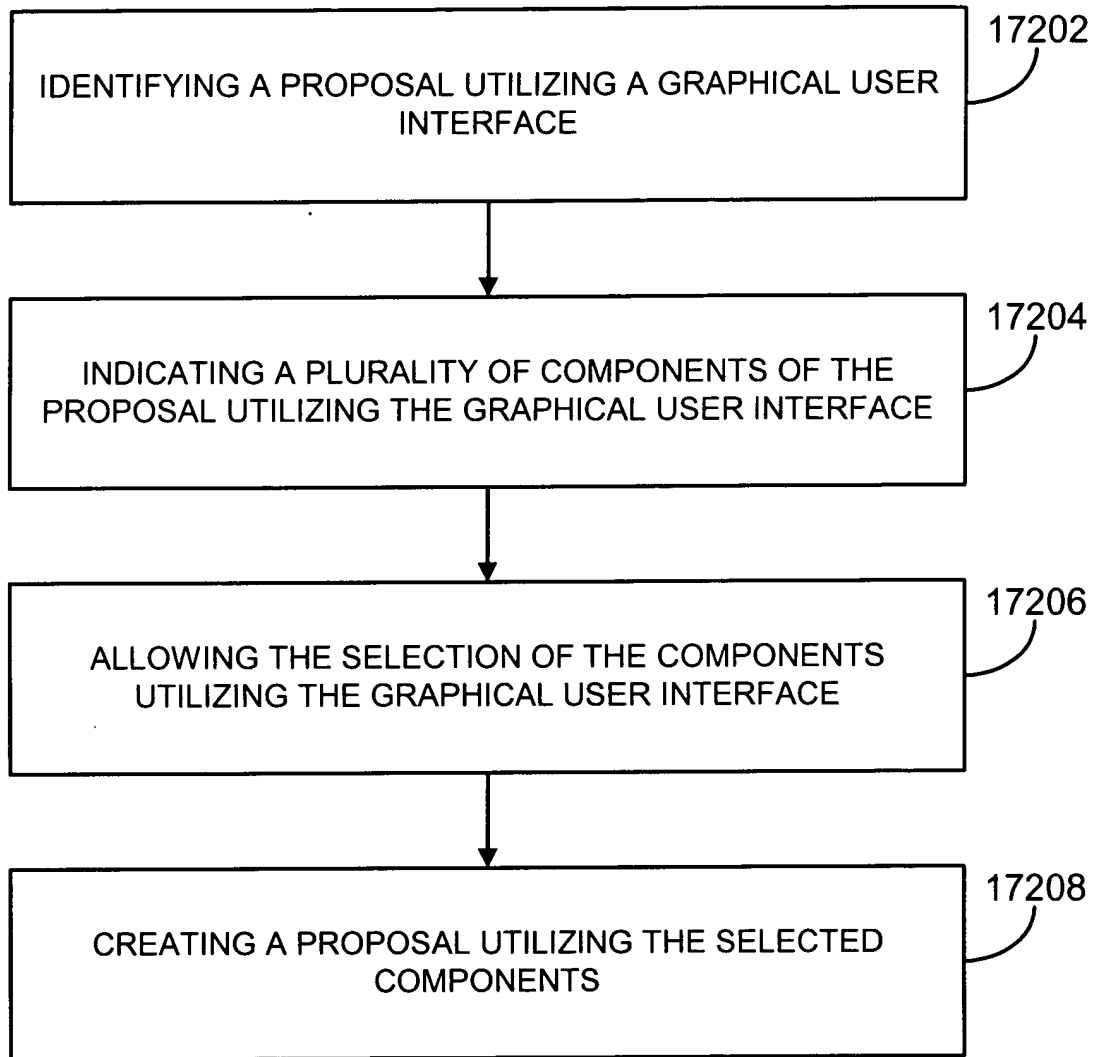 17202
IDENTIFYING A PROPOSAL UTILIZING A GRAPHICAL USER
INTERFACE
17204
INDICATING A PLURALITY OF COMPONENTS OF THE
PROPOSAL UTILIZING THE GRAPHICAL USER INTERFACE
17206
ALLOWING THE SELECTION OF THE COMPONENTS
UTILIZING THE GRAPHICAL USER INTERFACE
17208
CREATING A PROPOSAL UTILIZING THE SELECTED
COMPONENTS